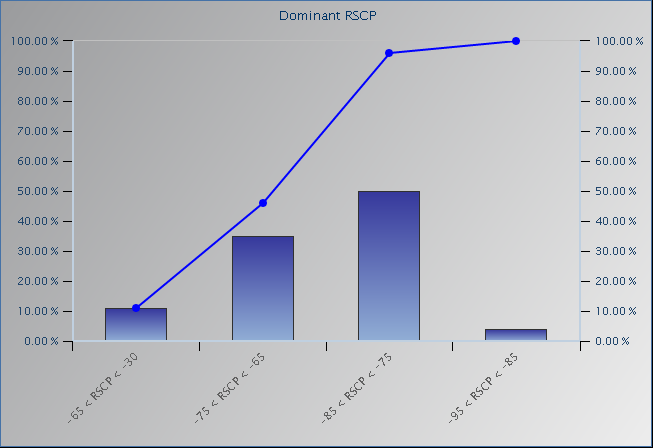 Dominant RSCP
100.00 % 100.00 %
90.00 % 90.00 %
80.00 % 80.00 %
70.00 % 70.00 %
60.00 % 60.00 %
50.00 % 50.00 %
40.00 % 40.00 %
30.00 % 30.00 %
20.00 % 20.00 %
10.00 % 10.00 %
0.00 % 0.00 %
-65 < RSCP < -30
-75 < RSCP < -65
-85 < RSCP < -75
-95 < RSCP < -85